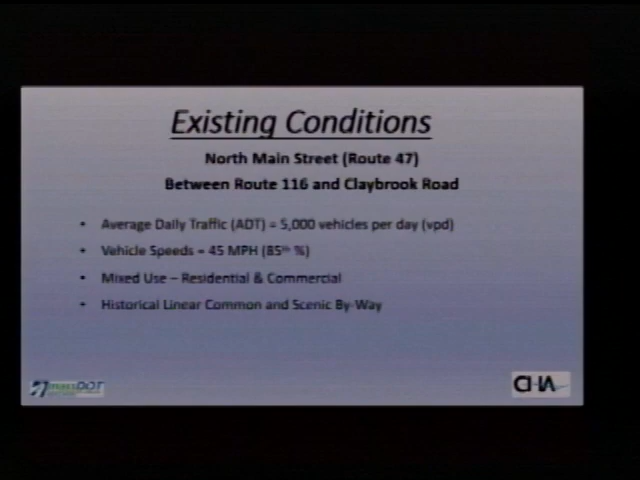 Existing Conditions
North Main Street (Route 47)
Between Route 116 and Claybrook Road
• Average Daily Traffic (ADT) = 5,000 vehicles per day (vpd)
• Vehicle Speeds = 45 MPH (85th %)
• Mixed Use – Residential & Commercial
• Historical Linear Common and Scenic By-Way
massDOT
CHA